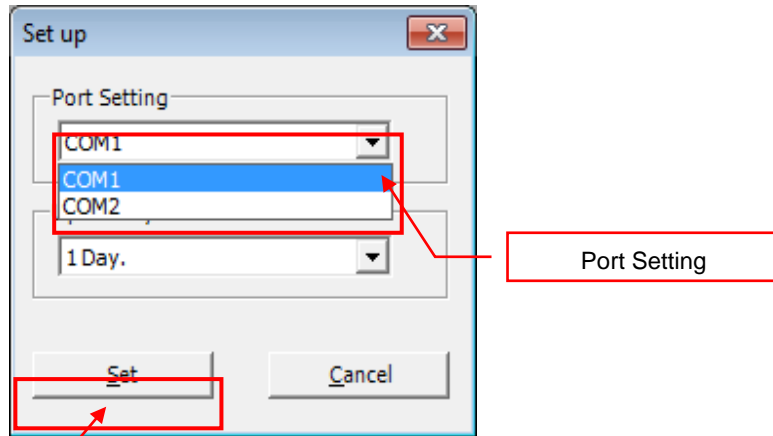 Set up
Port Setting
COM1
COM1
COM2
1 Day.
Port Setting
Set
Cancel